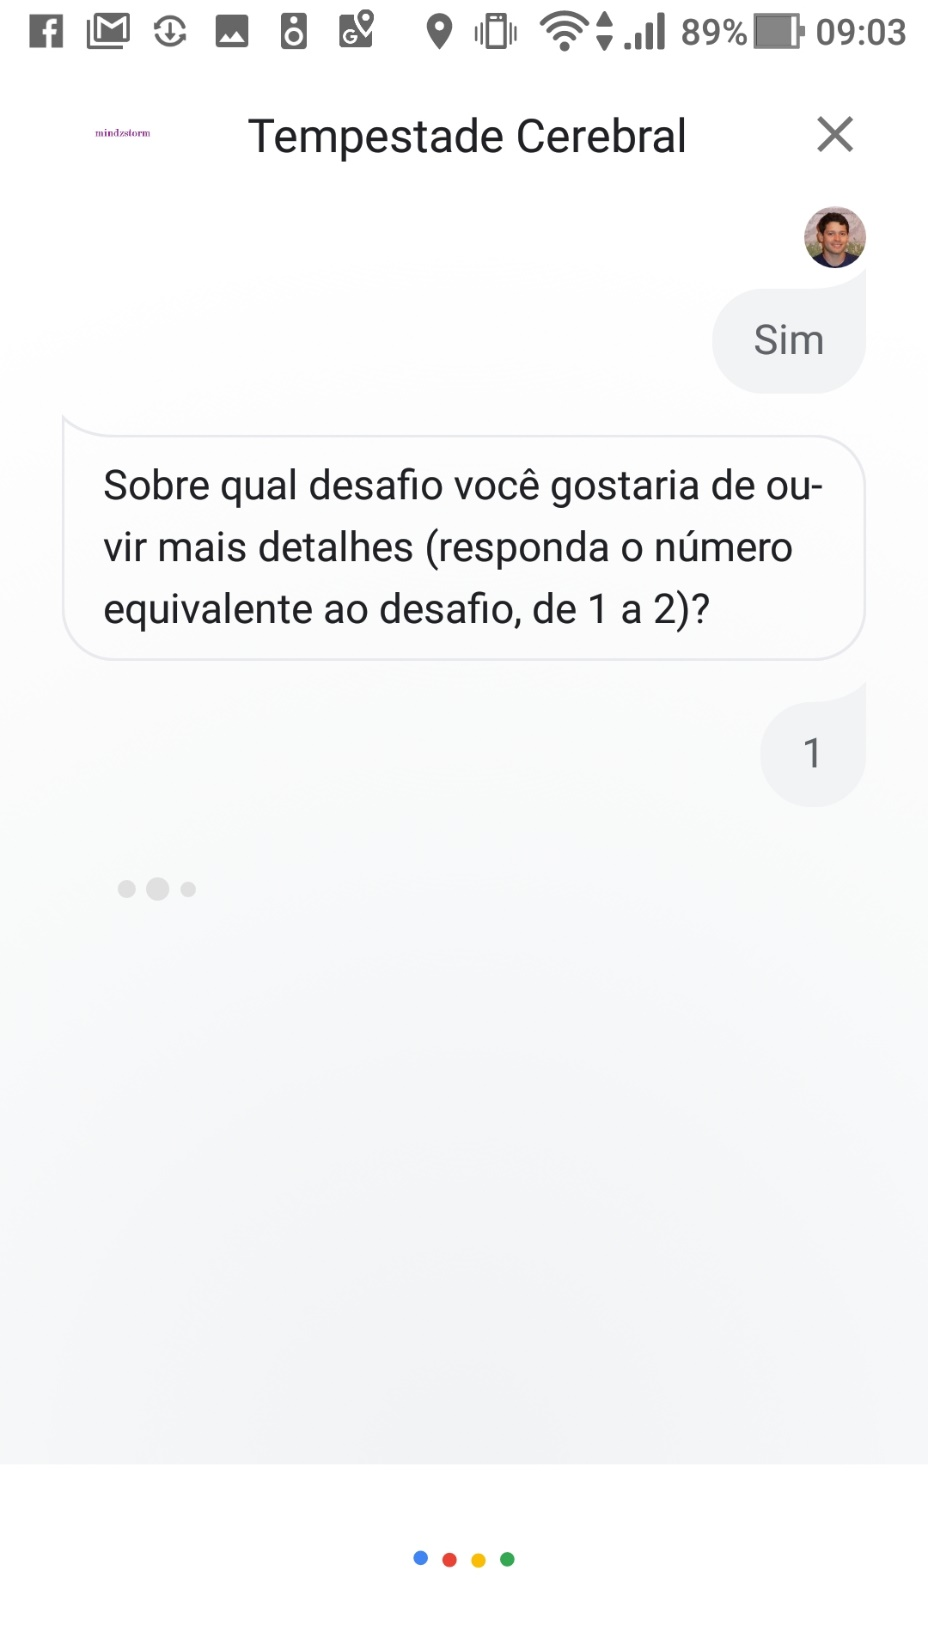 89% 09:03
mindzstorm
Tempestade Cerebral
Sim
Sobre qual desafio você gostaria de ou-
vir mais detalhes (responda o número
equivalente ao desafio, de 1 a 2)?
1